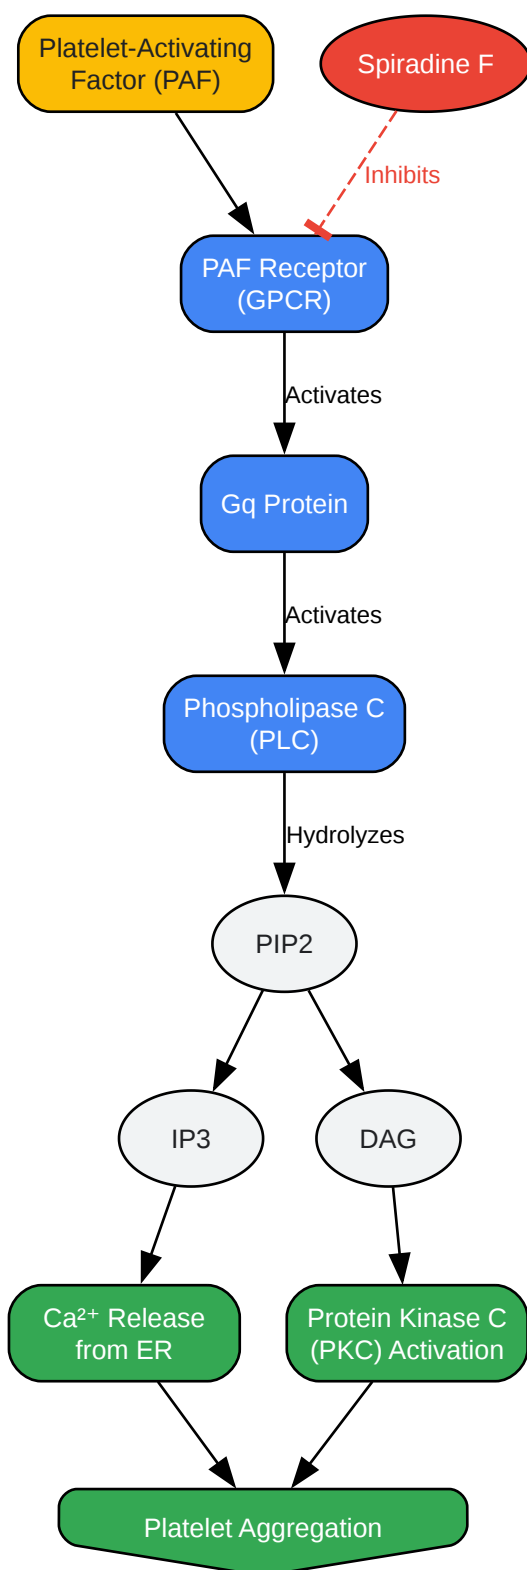 Platelet-Activating
Factor (PAF)
Spiradine F
Inhibits
PAF Receptor
(GPCR)
Activates
Gq Protein
Activates
Phospholipase C
(PLC)
Hydrolyzes
PIP2
IP3
DAG
Ca²⁺ Release
from ER
Protein Kinase C
(PKC) Activation
Platelet Aggregation